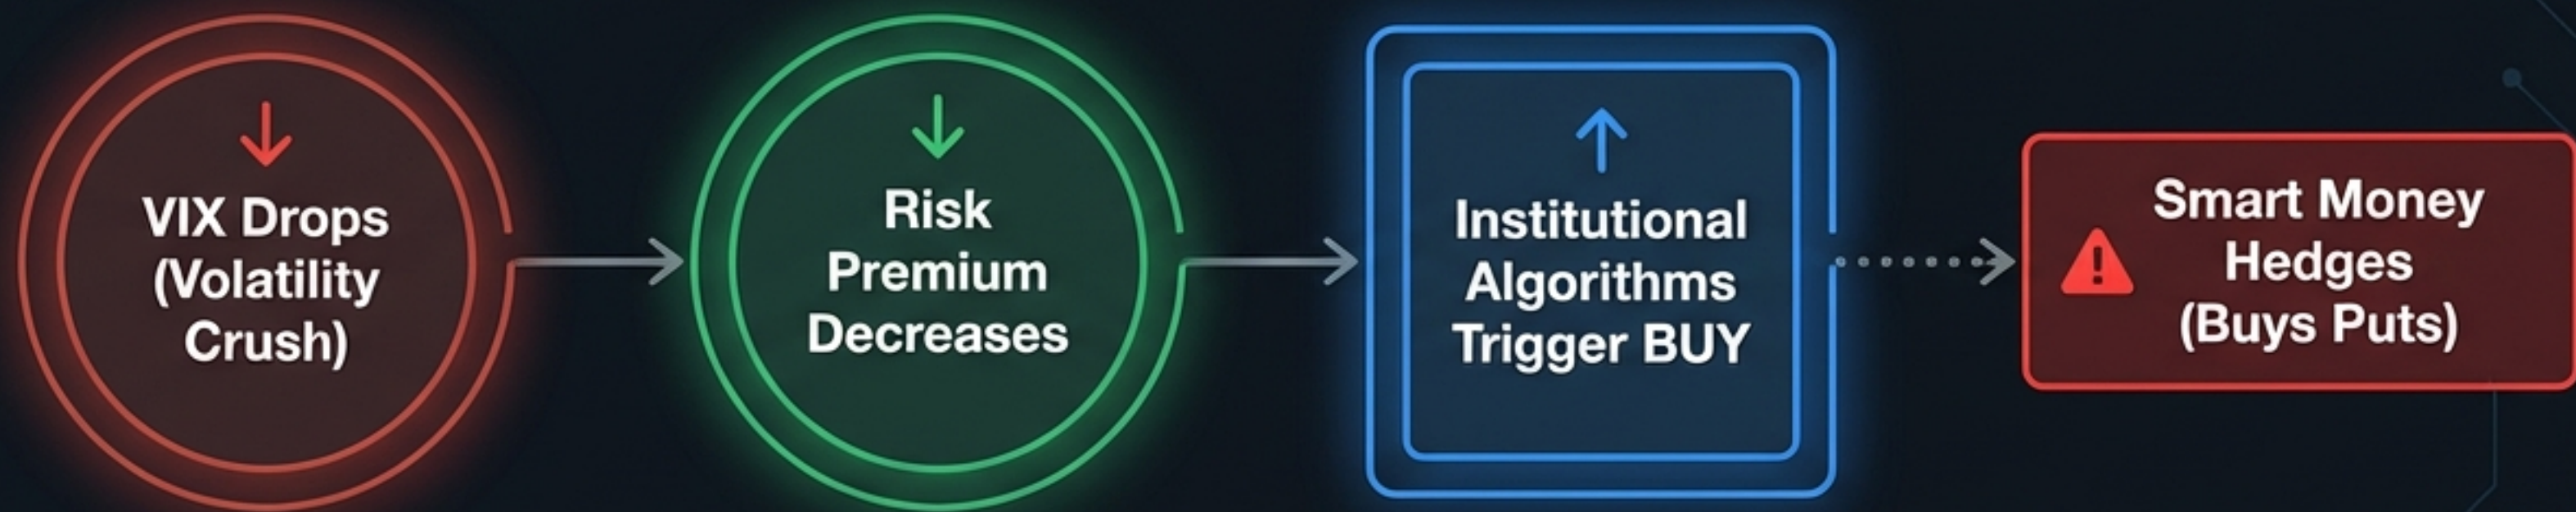 VIX Drops
(Volatility
Crush)
Risk
Premium
Decreases
Institutional
Algorithms
Trigger BUY
Smart Money
Hedges
(Buys Puts)